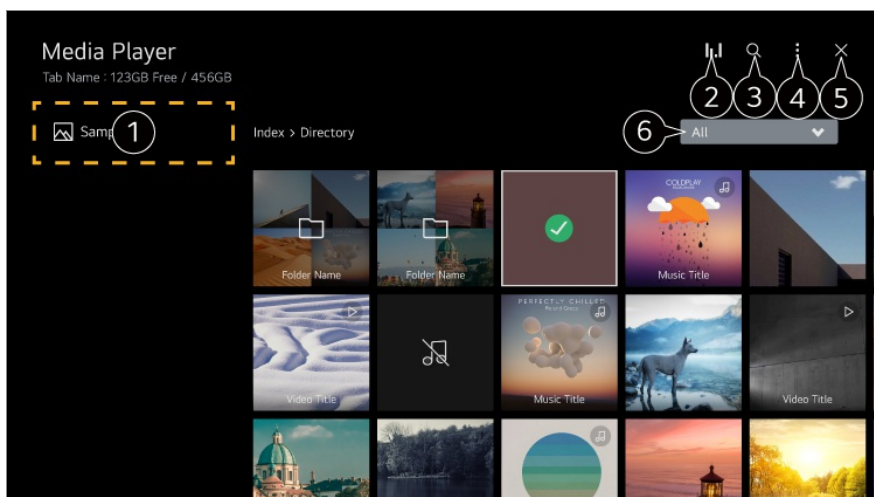 Media Player
Tab Name : 123GB Free / 456GB
2
3
4
5
1
Index > Directory
6
All
Folder Name
Folder Name
COLDPLAY
Music Title
Video Title
PERFECTLY CHILLED
Music Title
Video Title